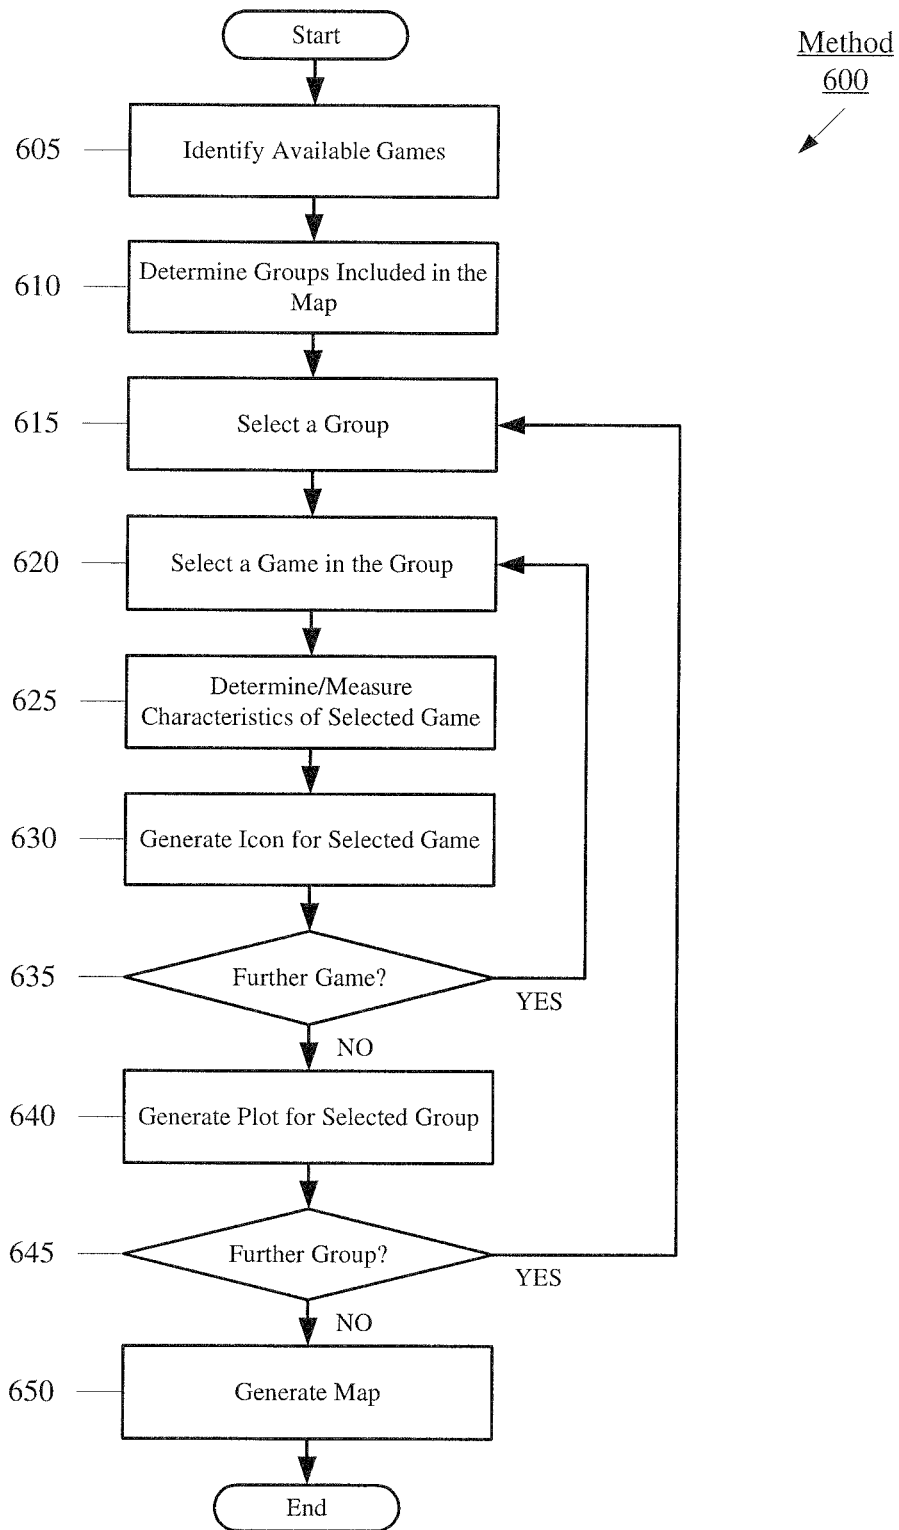 Start
Method
600
605
Identify Available Games
610
Determine Groups Included in the
Map
615
Select a Group
620
Select a Game in the Group
625
Determine/Measure
Characteristics of Selected Game
630
Generate Icon for Selected Game
635
Further Game?
YES
NO
640
Generate Plot for Selected Group
645
Further Group?
YES
NO
650
Generate Map
End